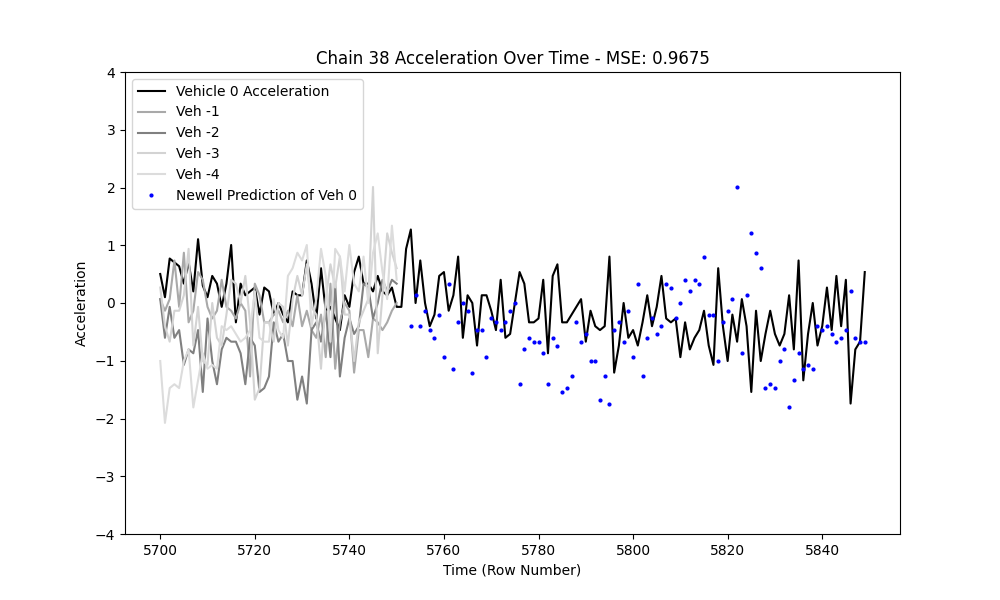 Chain 38 Acceleration Over Time - MSE: 0.9675
Vehicle 0 Acceleration
Veh -1
Veh -2
Veh -3
Veh -4
Newell Prediction of Veh 0
Acceleration
4
3
2
1
0
−1
−2
−3
−4
5700
5720
5740
5760
5780
5800
5820
5840
Time (Row Number)